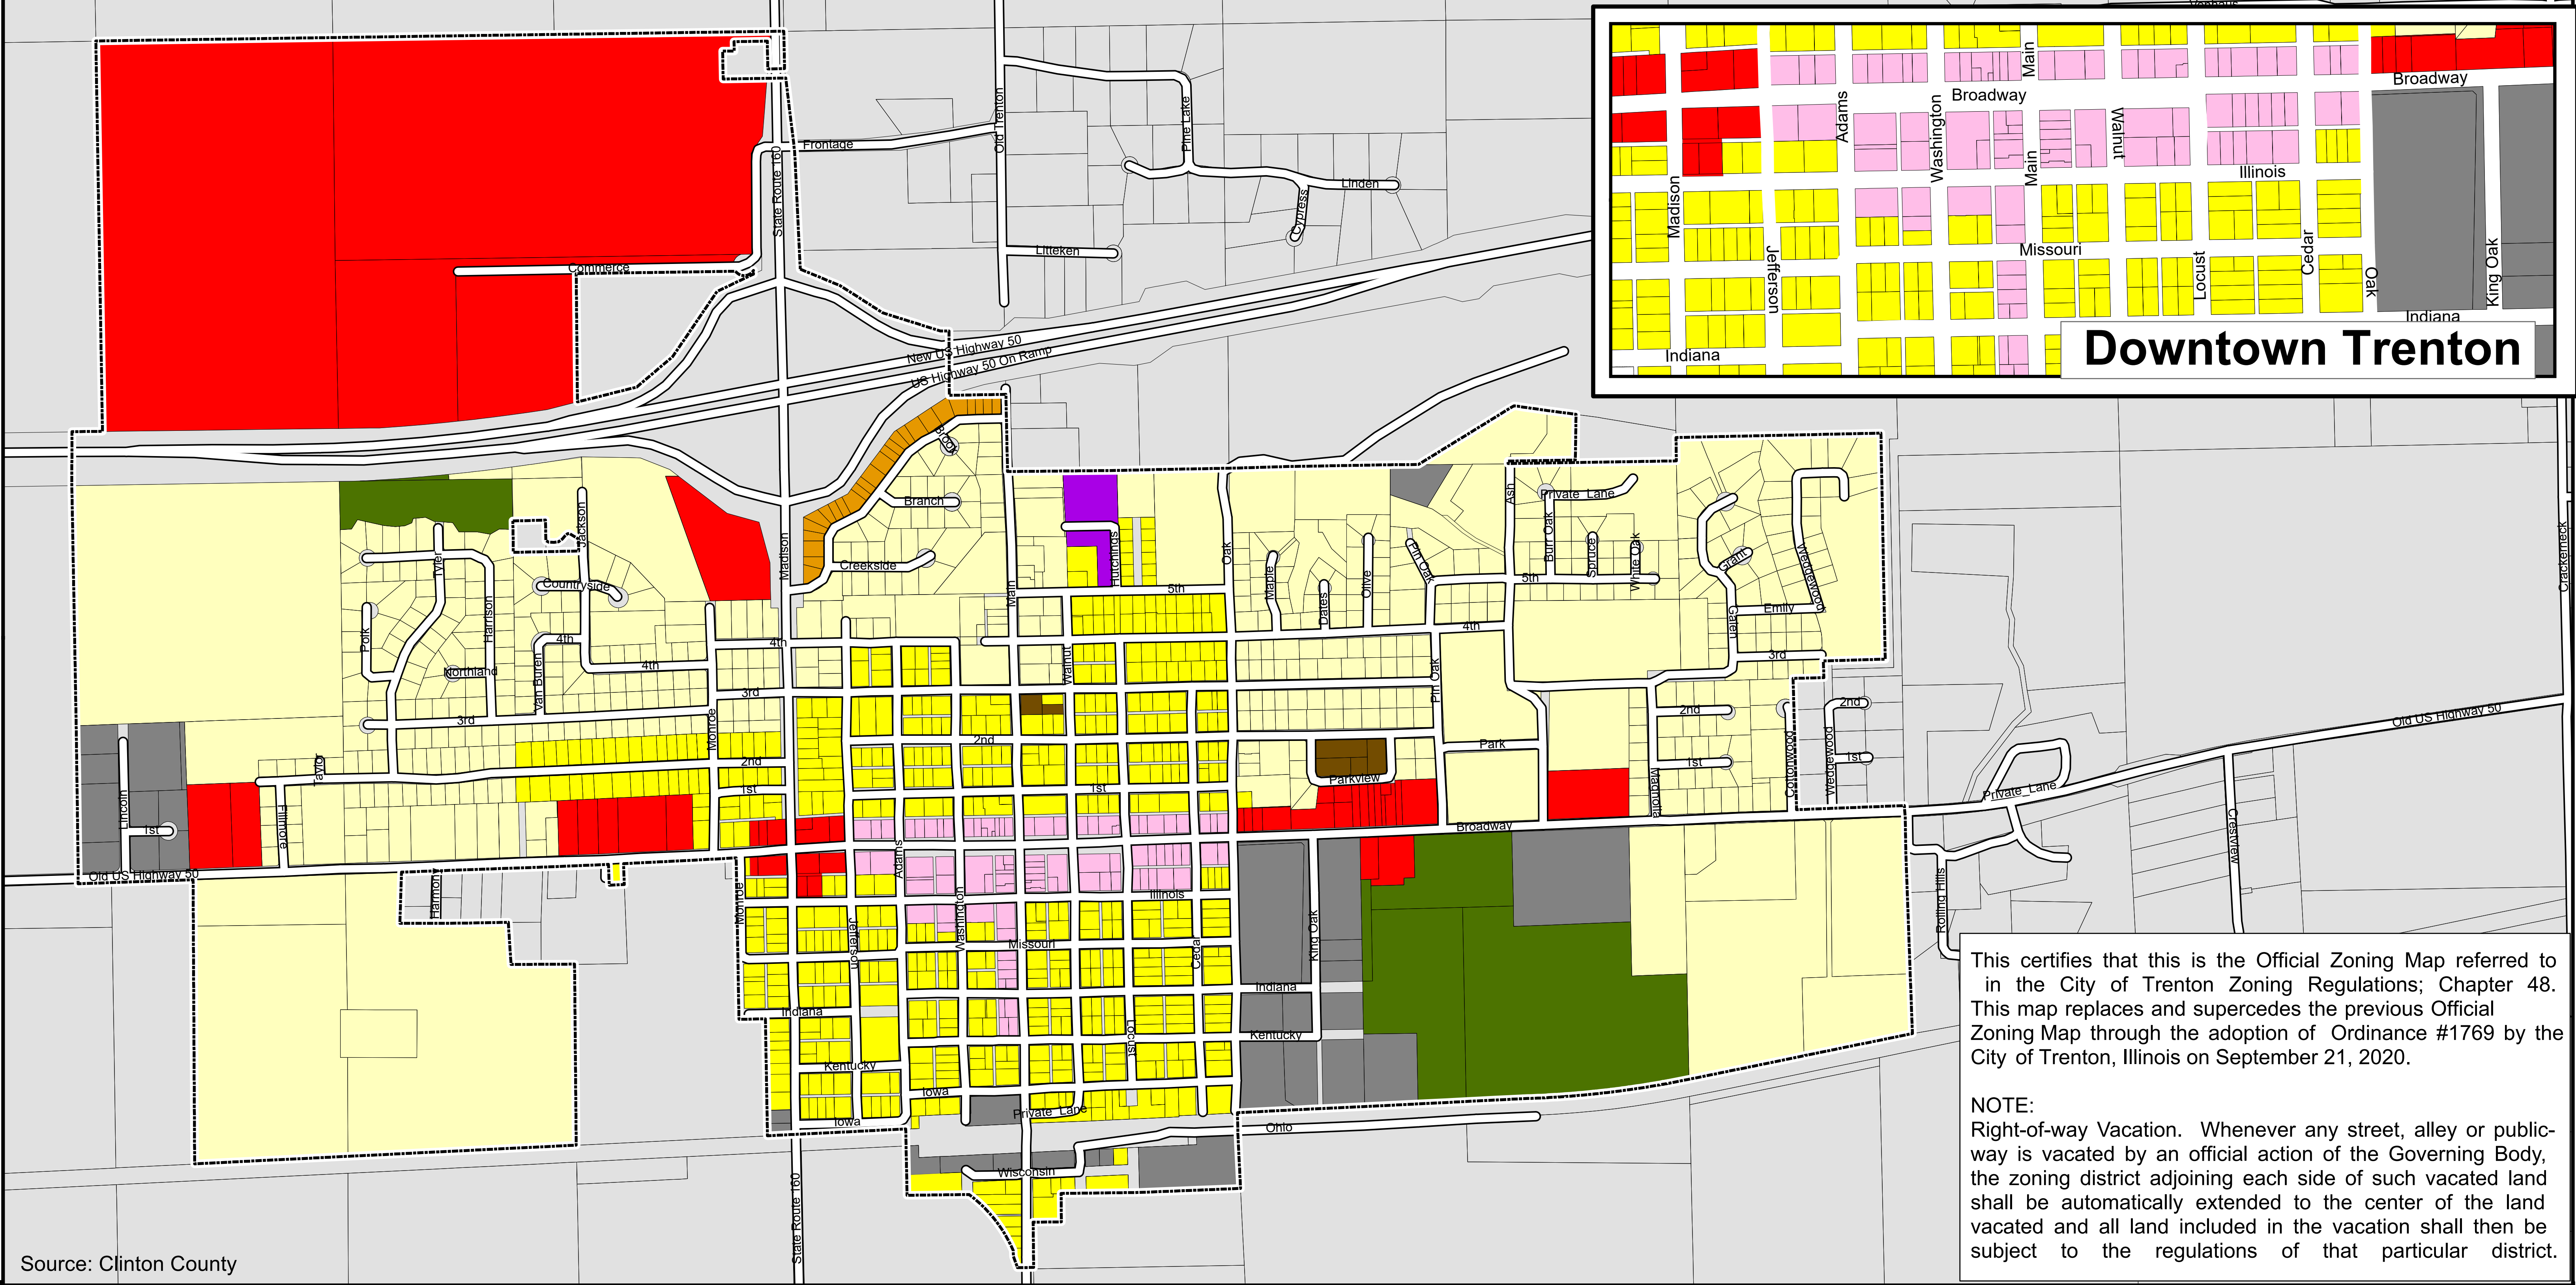 Frontage
Old Trenton
Pine Lake
Linden
Cypress
Litteken
State Route 160
Commerce
New US Highway 50
US Highway 50 On Ramp
Main
Broadway
Broadway
Adams
Washington
Main
Walnut
Illinois
Madison
Jefferson
Missouri
Locust
Cedar
Oak
King Oak
Indiana
Indiana
Downtown Trenton
Brook
Branch
Creekside
Madison
Jackson
Tyler
Countryside
Harrison
Polk
4th
4th
Northland
Van Buren
3rd
3rd
Monroe
4th
2nd
1st
Taylor
Fillmore
Lincoln
1st
Old US Highway 50
Harmony
Main
Hutchings
5th
Oak
Walnut
2nd
1st
Maple
Dates
Olive
Pin Oak
Ash
Private Lane
Burr Oak
Spruce
White Oak
5th
4th
Pin Oak
Grant
Wedgewood
Galen
Emily
3rd
2nd
1st
Magnolia
Cottonwood
Wedgewood
2nd
1st
Park
Parkview
Broadway
Crackerneck
Old US Highway 50
Private Lane
Crestview
Rolling Hills
Monroe
Adams
Jefferson
Washington
Illinois
Missouri
Cedar
King Oak
Indiana
Indiana
Locust
Kentucky
Kentucky
Iowa
Iowa
Private Lane
Ohio
Wisconsin
State Route 160
This certifies that this is the Official Zoning Map referred to
in the City of Trenton Zoning Regulations; Chapter 48.
This map replaces and supercedes the previous Official
Zoning Map through the adoption of Ordinance #1769 by the
City of Trenton, Illinois on September 21, 2020.
NOTE:
Right-of-way Vacation. Whenever any street, alley or public-
way is vacated by an official action of the Governing Body,
the zoning district adjoining each side of such vacated land
shall be automatically extended to the center of the land
vacated and all land included in the vacation shall then be
subject to the regulations of that particular district.
Source: Clinton County